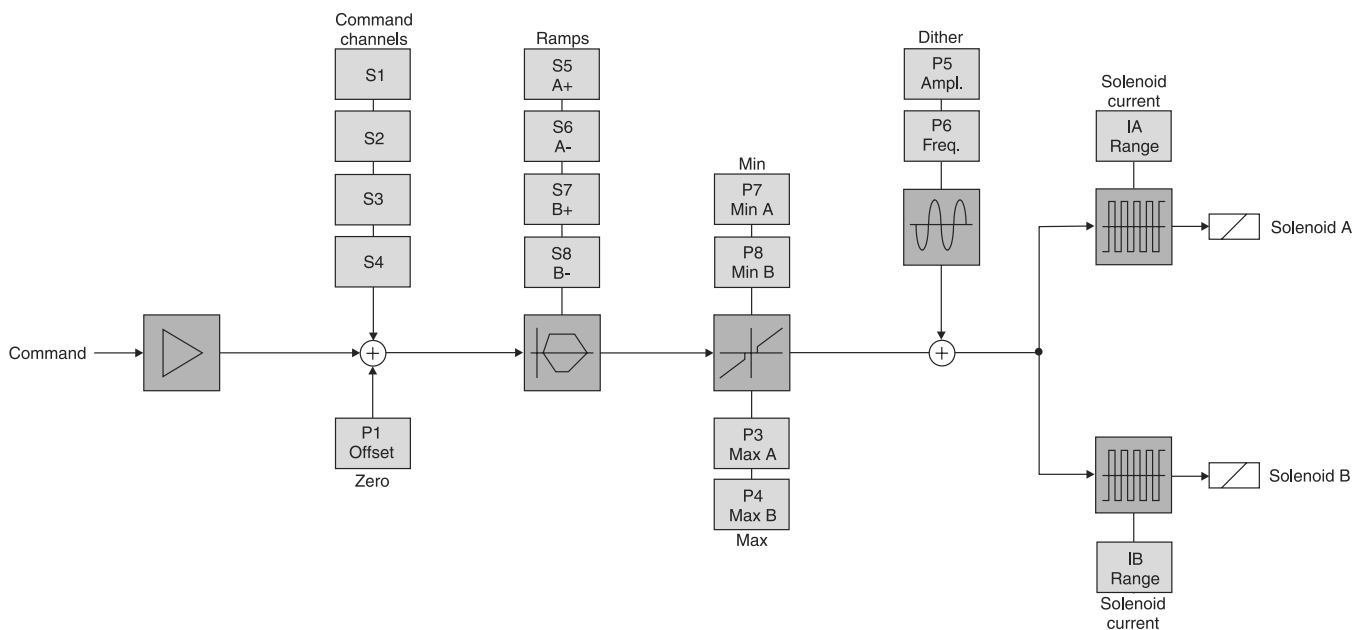 Command
channels
S1
S2
S3
S4
Ramps
S5
A+
S6
A-
S7
B+
S8
B-
Min
P7
Min A
P8
Min B
Dither
P5
Ampl.
P6
Freq.
Solenoid
current
IA
Range
Solenoid A
Command
P1
Offset
Zero
P3
Max A
P4
Max B
Max
Solenoid B
IB
Range
Solenoid
current